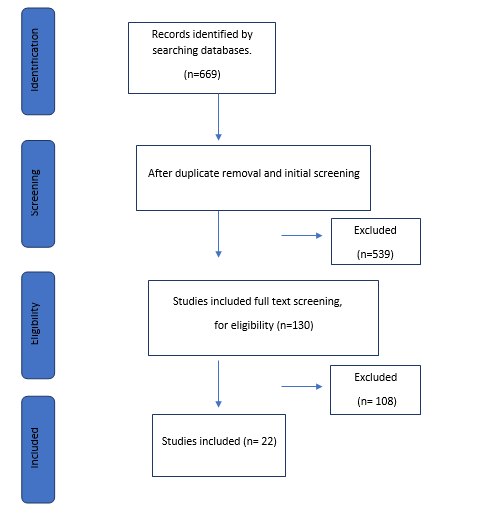 Identification
Records identified by
searching databases.
(n=669)
Screening
After duplicate removal and initial screening
Excluded
(n=539)
Eligibility
Studies included full text screening,
for eligibility (n=130)
Excluded
(n= 108)
Included
Studies included (n= 22)